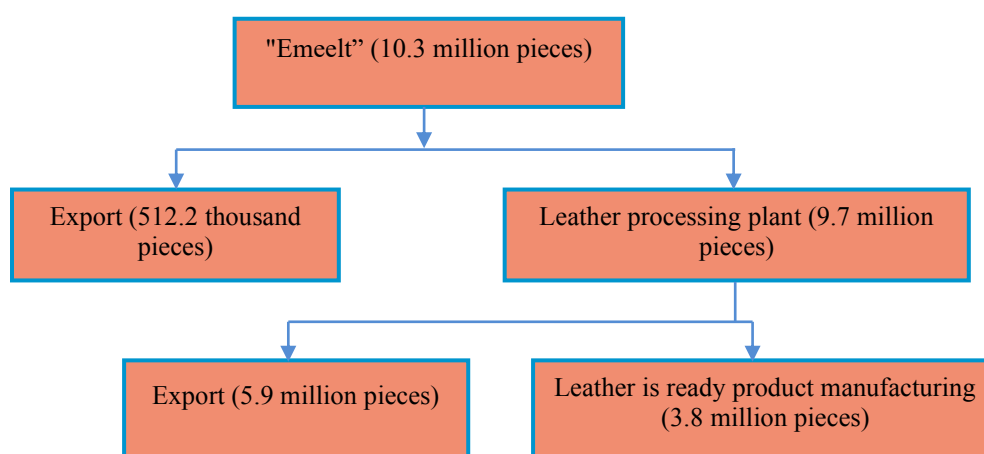 "Emeelt” (10.3 million pieces)
Export (512.2 thousand
pieces)
Leather processing plant (9.7 million
pieces)
Export (5.9 million pieces)
Leather is ready product manufacturing
(3.8 million pieces)